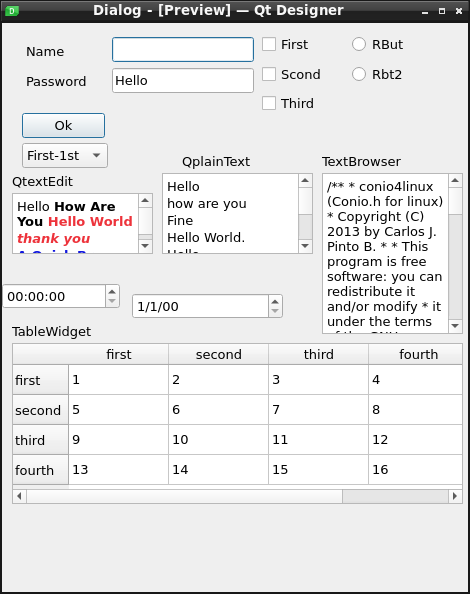 Dialog - [Preview] — Qt Designer
Name
First
RBut
Password
Hello
Scond
Rbt2
Third
Ok
First-1st
QplainText
TextBrowser
QtextEdit
Hello How Are
You Hello World
thank you
Hello
how are you
Fine
Hello World.
Hello
/** * conio4linux
(Conio.h for linux)
* Copyright (C)
2013 by Carlos J.
Pinto B. * * This
program is free
software: you can
redistribute it
and/or modify * it
under the terms
00:00:00
1/1/00
TableWidget
first second third fourth
first 1 2 3 4
second 5 6 7 8
third 9 10 11 12
fourth 13 14 15 16